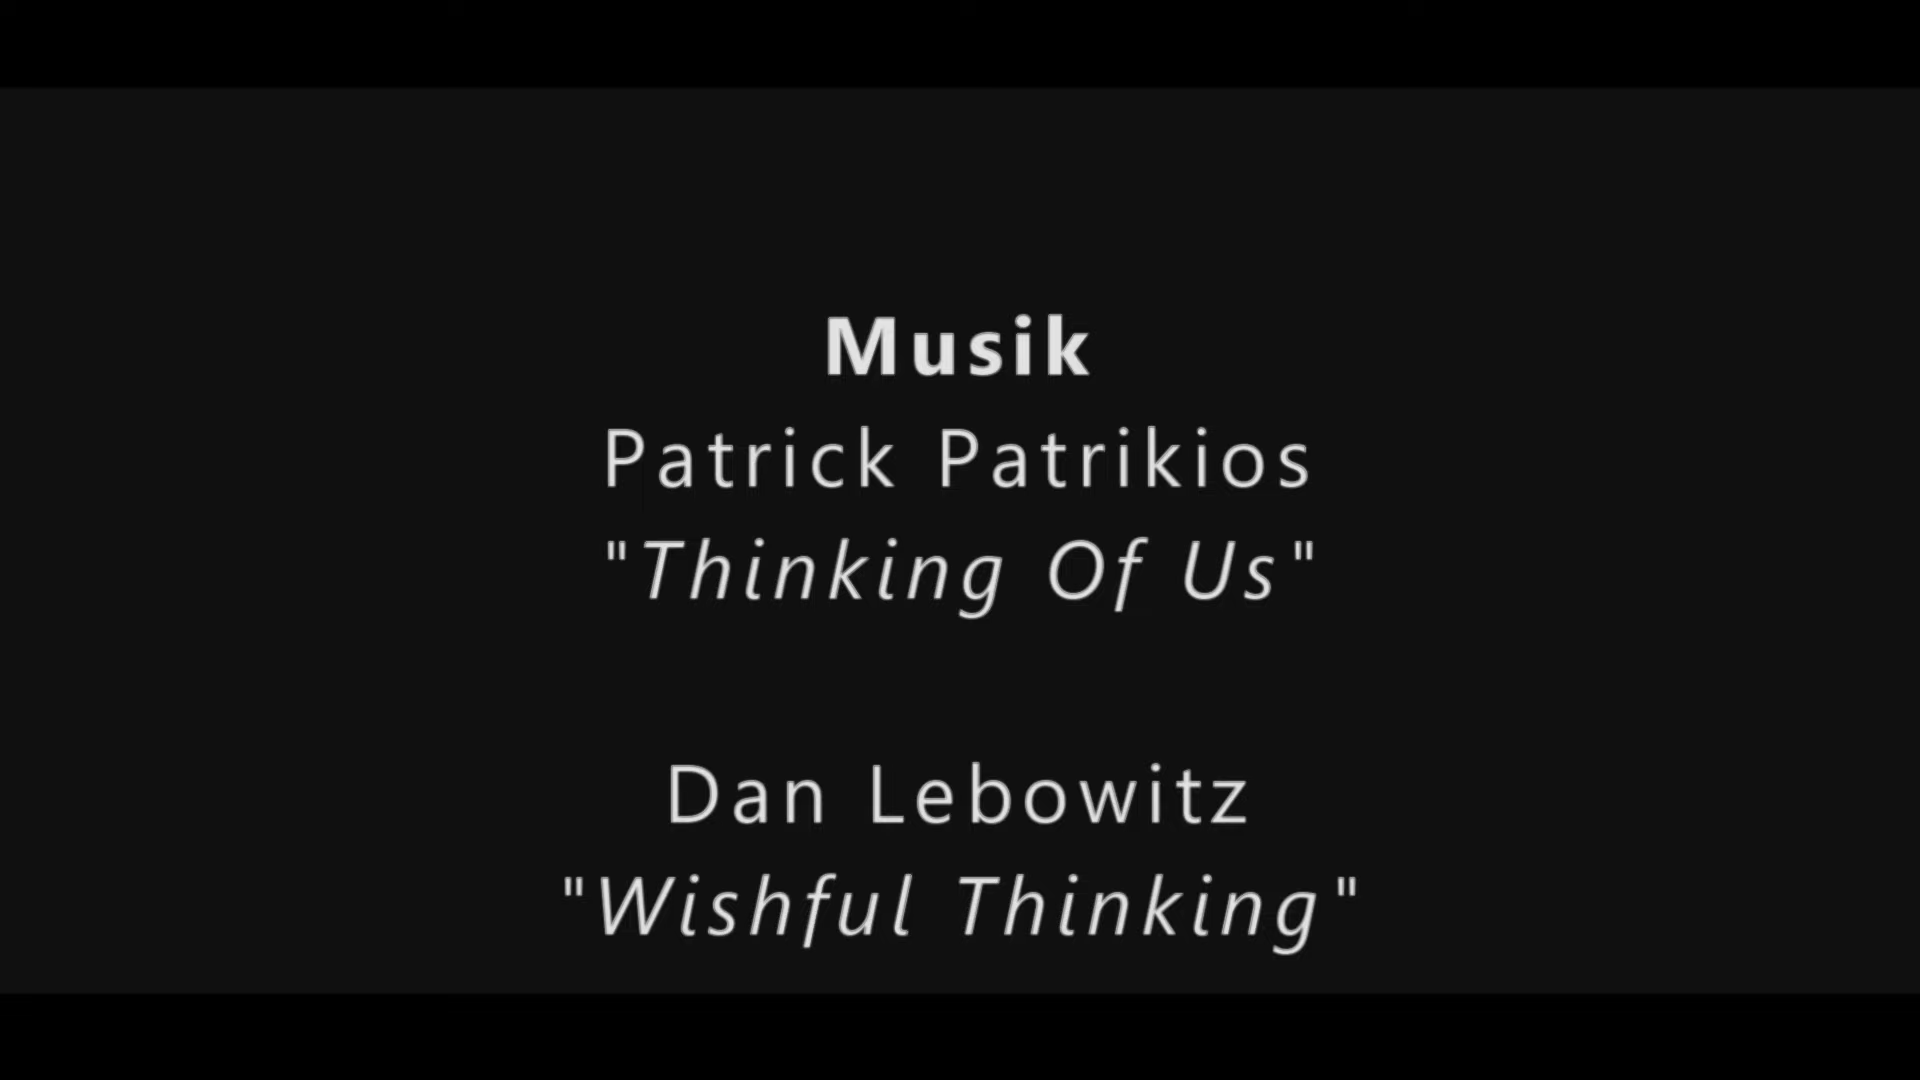 Musik
Patrick Patrikios
"Thinking Of Us"
Dan Lebowitz
"Wishful Thinking"